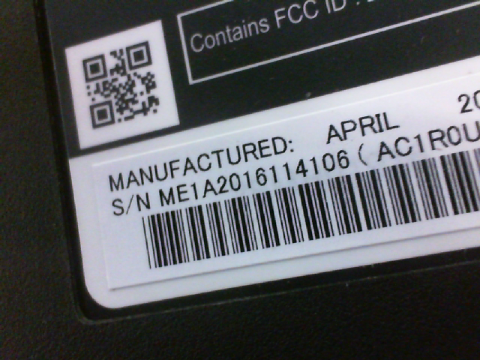 Contains FCC ID :
MANUFACTURED: APRIL 20
S/N ME1A2016114106 ( AC1R0U